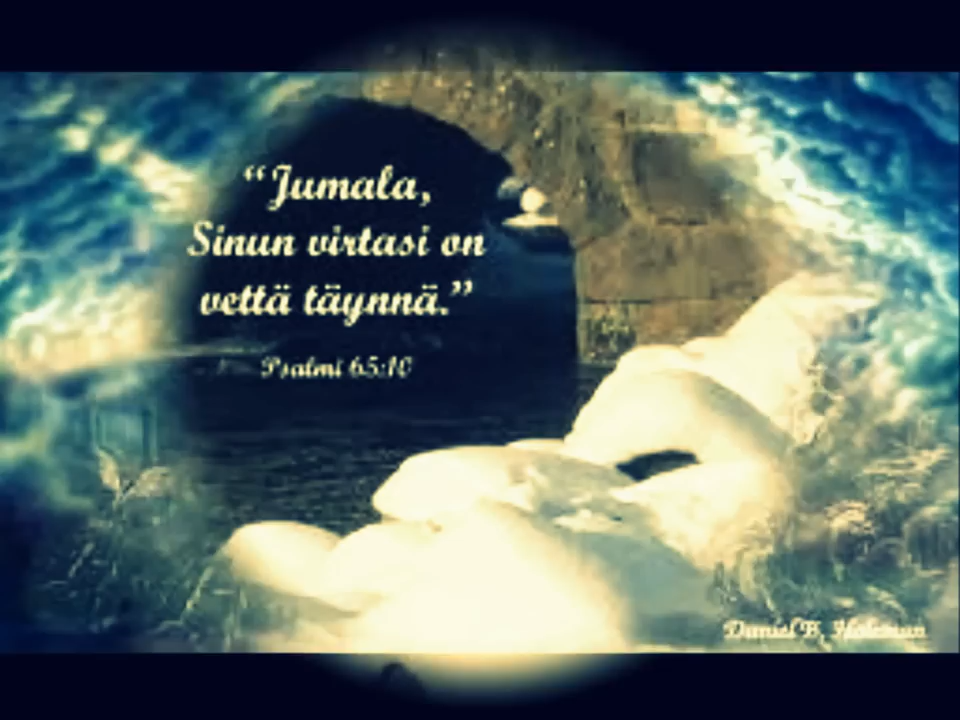 “Jumala,
Sinun virtasi on
vettä täynnä.”
Psalmi 65:10
Daniel B. Holeman